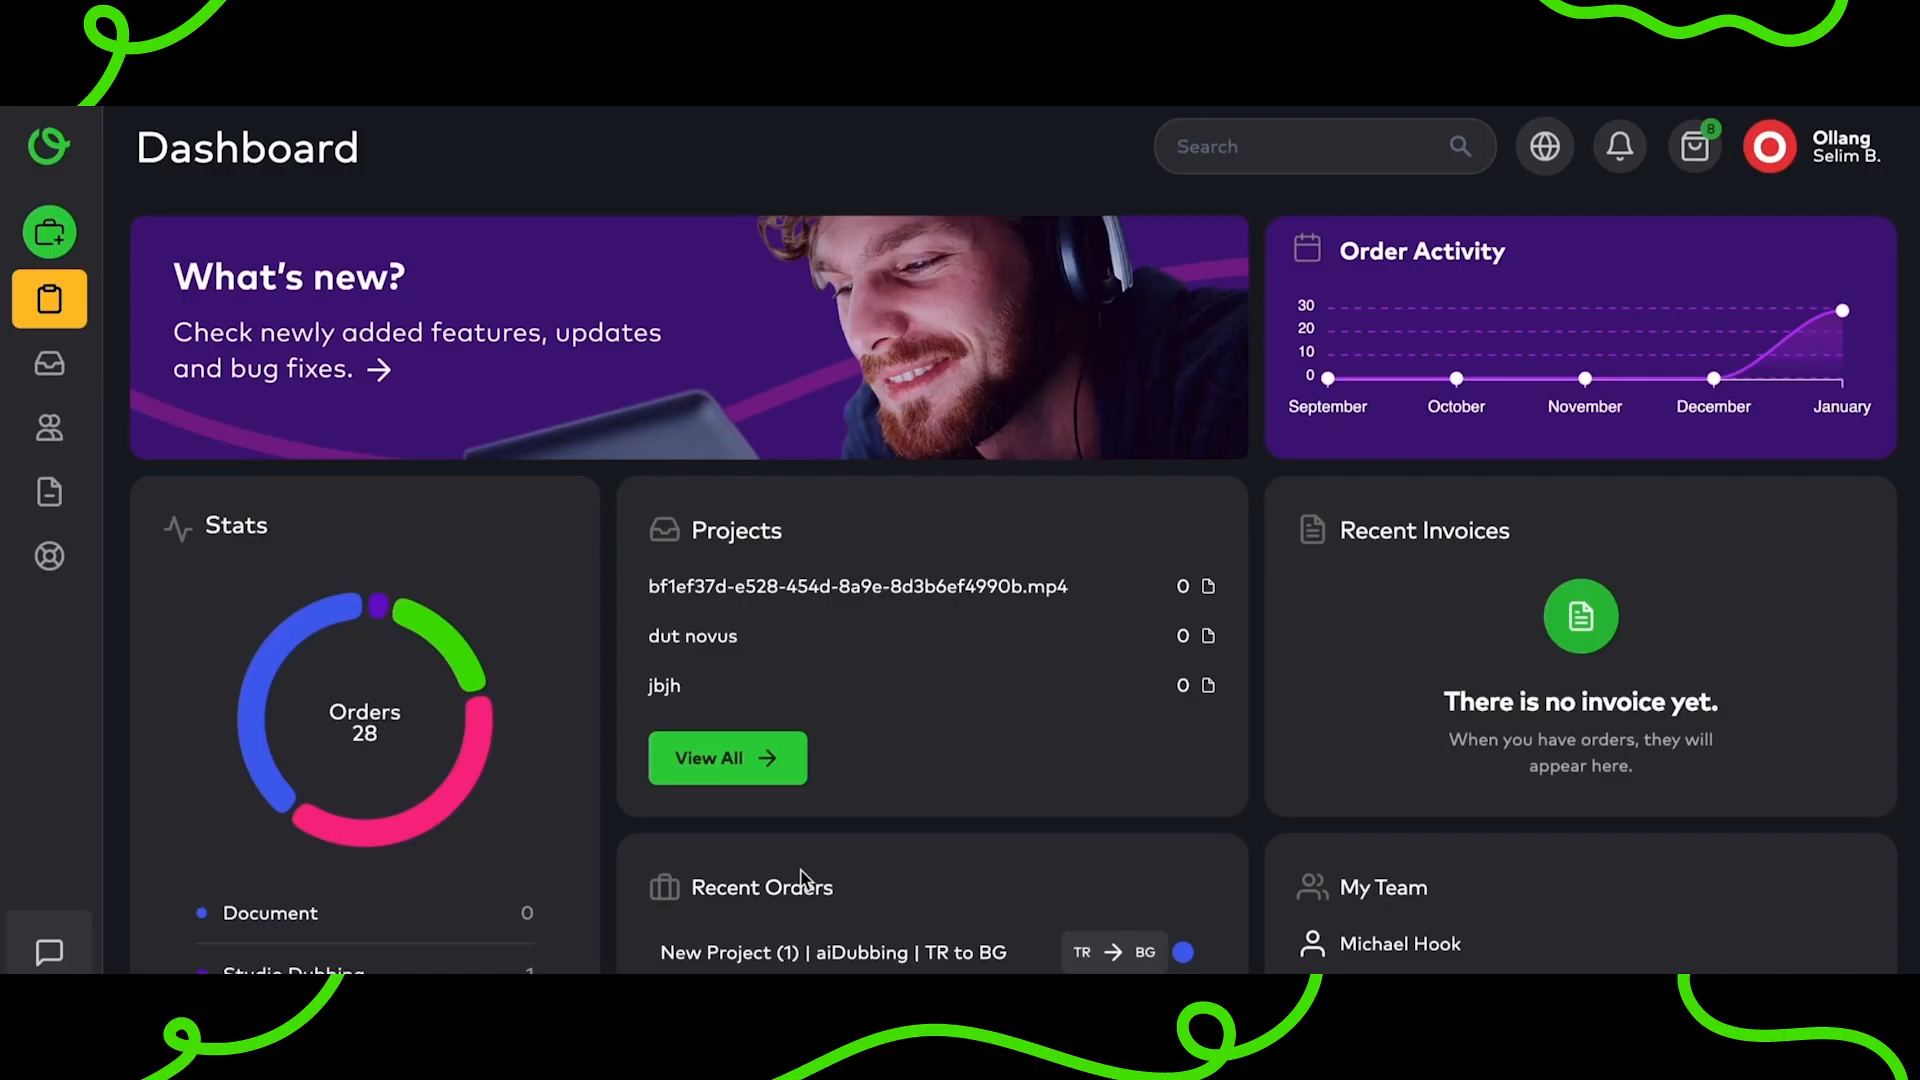 Dashboard
Search
8
Ollang
Selim B.
What's new?
Check newly added features, updates
and bug fixes.
Order Activity
30
20
10
0
September
October
November
December
January
Stats
Orders
28
Document
0
Studio Dubbing
1
Projects
bf1ef37d-e528-454d-8a9e-8d3b6ef4990b.mp4
0
dut novus
0
jbjh
0
View All
Recent Invoices
There is no invoice yet.
When you have orders, they will
appear here.
Recent Orders
New Project (1) | aiDubbing | TR to BG
TR
BG
My Team
Michael Hook